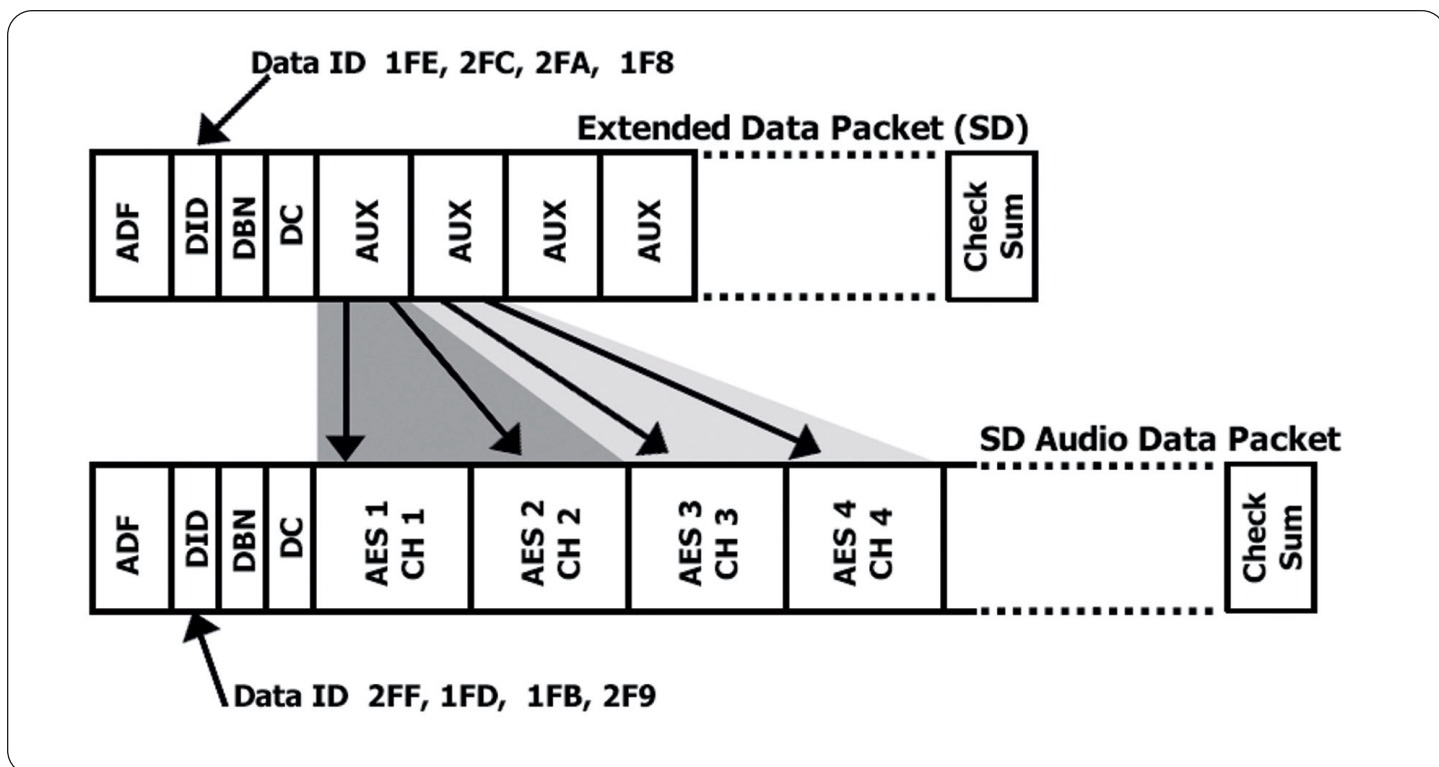 Data ID 1FE, 2FC, 2FA, 1F8
Extended Data Packet (SD)
ADF
DID
DBN
DC
AUX
AUX
AUX
AUX
Check
Sum
SD Audio Data Packet
ADF
DID
DBN
DC
AES 1
CH 1
AES 2
CH 2
AES 3
CH 3
AES 4
CH 4
Check
Sum
Data ID 2FF, 1FD, 1FB, 2F9